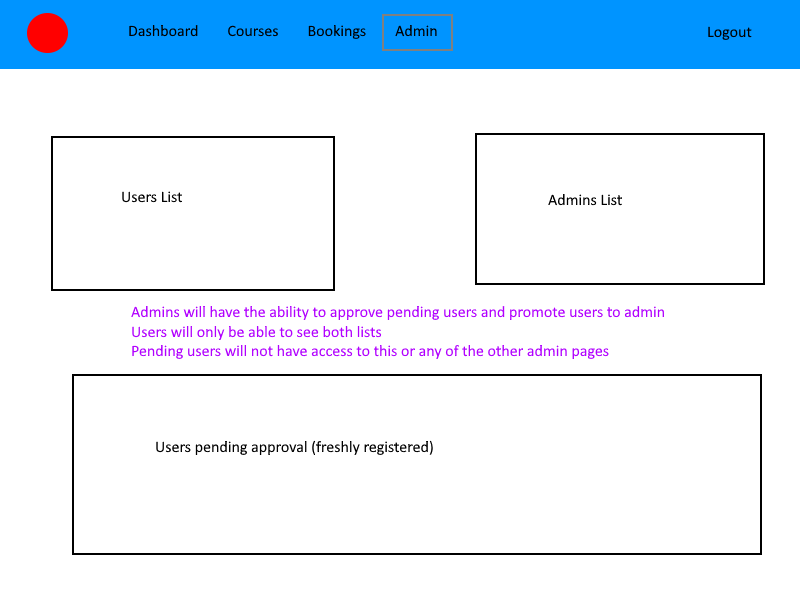 Dashboard
Courses
Bookings
Admin
Logout
Users List
Admins List
Admins will have the ability to approve pending users and promote users to admin
Users will only be able to see both lists
Pending users will not have access to this or any of the other admin pages
Users pending approval (freshly registered)